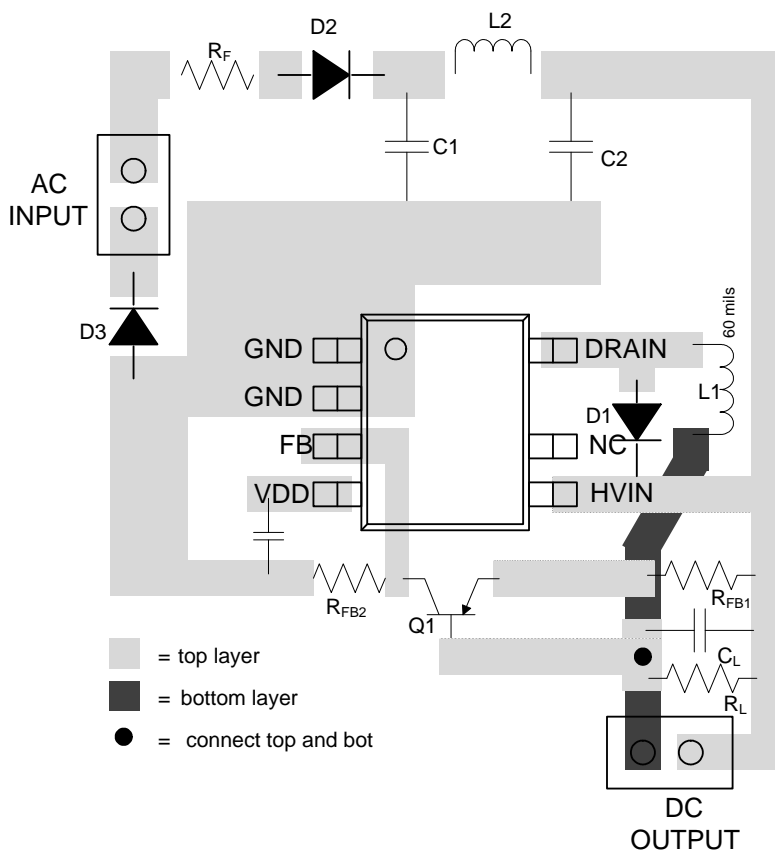 D2
L2
RF
C1
C2
AC
INPUT
60 mils
D3
GND
DRAIN
L1
GND
D1
FB
NC
VDD
HVIN
RFB2
RFB1
Q1
= top layer
CL
= bottom layer
RL
= connect top and bot
DC
OUTPUT